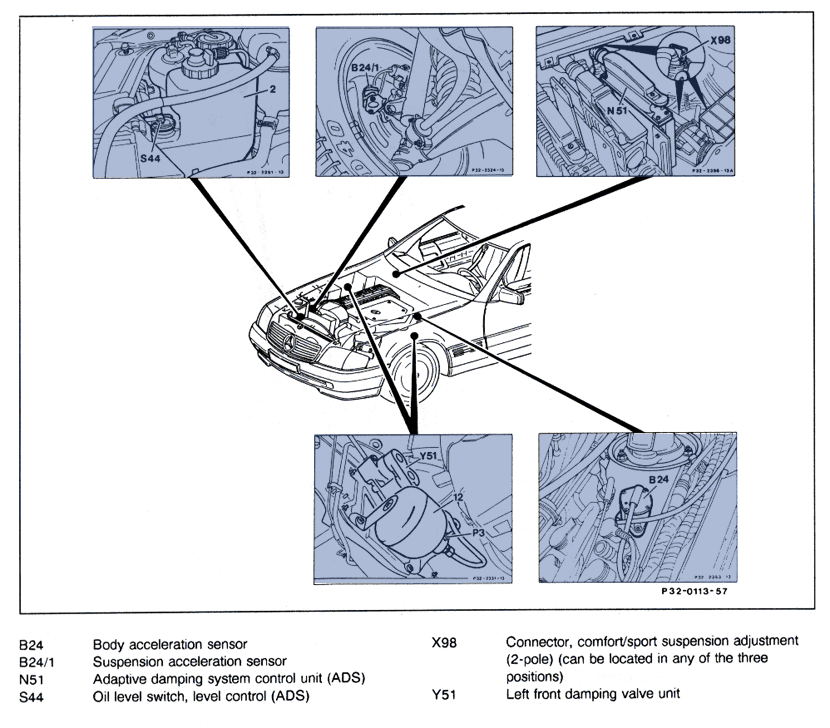 X98
N51
2
S44
P32-2391-13
B24/1
P32-2324-13
P32-2396-13A
Y51
12
P3
P32-2351-13
B24
P32-2353-13
P32-0113-57
B24 Body acceleration sensor
B24/1 Suspension acceleration sensor
N51 Adaptive damping system control unit (ADS)
S44 Oil level switch, level control (ADS)
X98 Connector, comfort/sport suspension adjustment
(2-pole) (can be located in any of the three
positions)
Y51 Left front damping valve unit